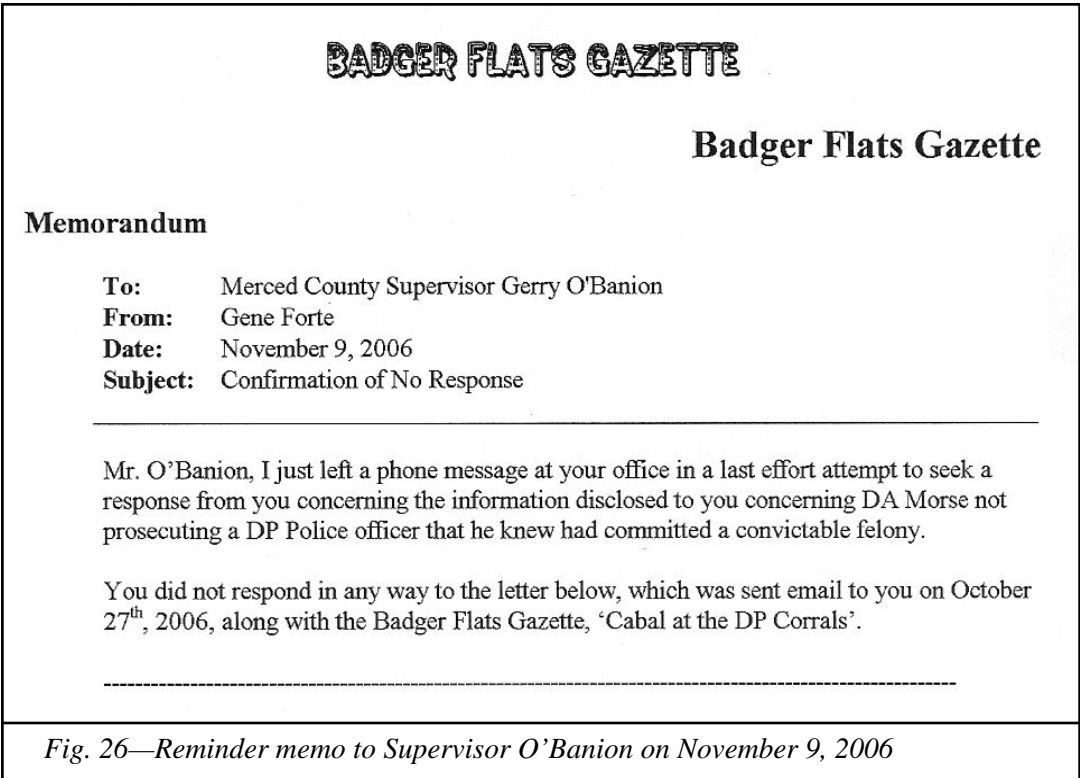 BADGER FLATS GAZETTE
Badger Flats Gazette
Memorandum
To: Merced County Supervisor Gerry O'Banion
From: Gene Forte
Date: November 9, 2006
Subject: Confirmation of No Response
Mr. O’Banion, I just left a phone message at your office in a last effort attempt to seek a
response from you concerning the information disclosed to you concerning DA Morse not
prosecuting a DP Police officer that he knew had committed a convictable felony.
You did not respond in any way to the letter below, which was sent email to you on October
27th, 2006, along with the Badger Flats Gazette, ‘Cabal at the DP Corrals’.
Fig. 26—Reminder memo to Supervisor O’Banion on November 9, 2006